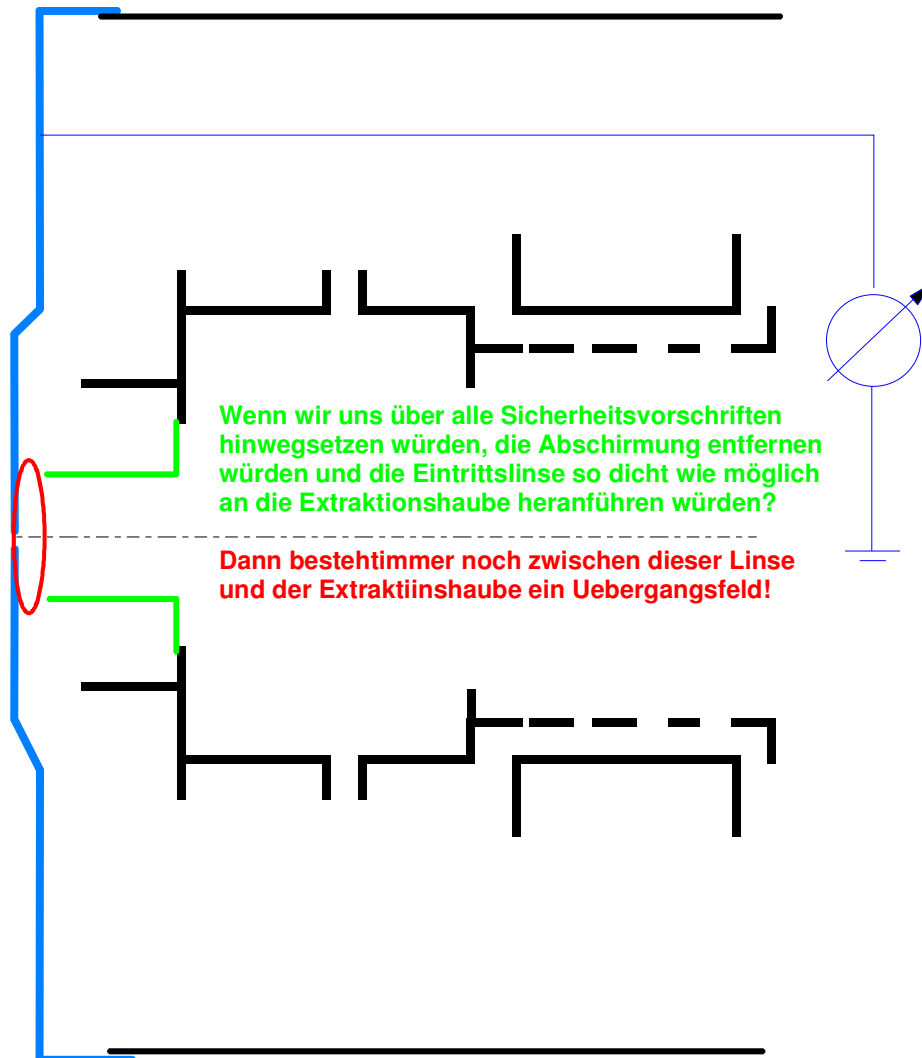 Wenn wir uns über alle Sicherheitsvorschriften
hinwegsetzen würden, die Abschirmung entfernen
würden und die Eintrittslinse so dicht wie möglich
an die Extraktionshaube heranführen würden?
Dann bestehtimmer noch zwischen dieser Linse
und der Extraktiinshaube ein Uebergangsfeld!